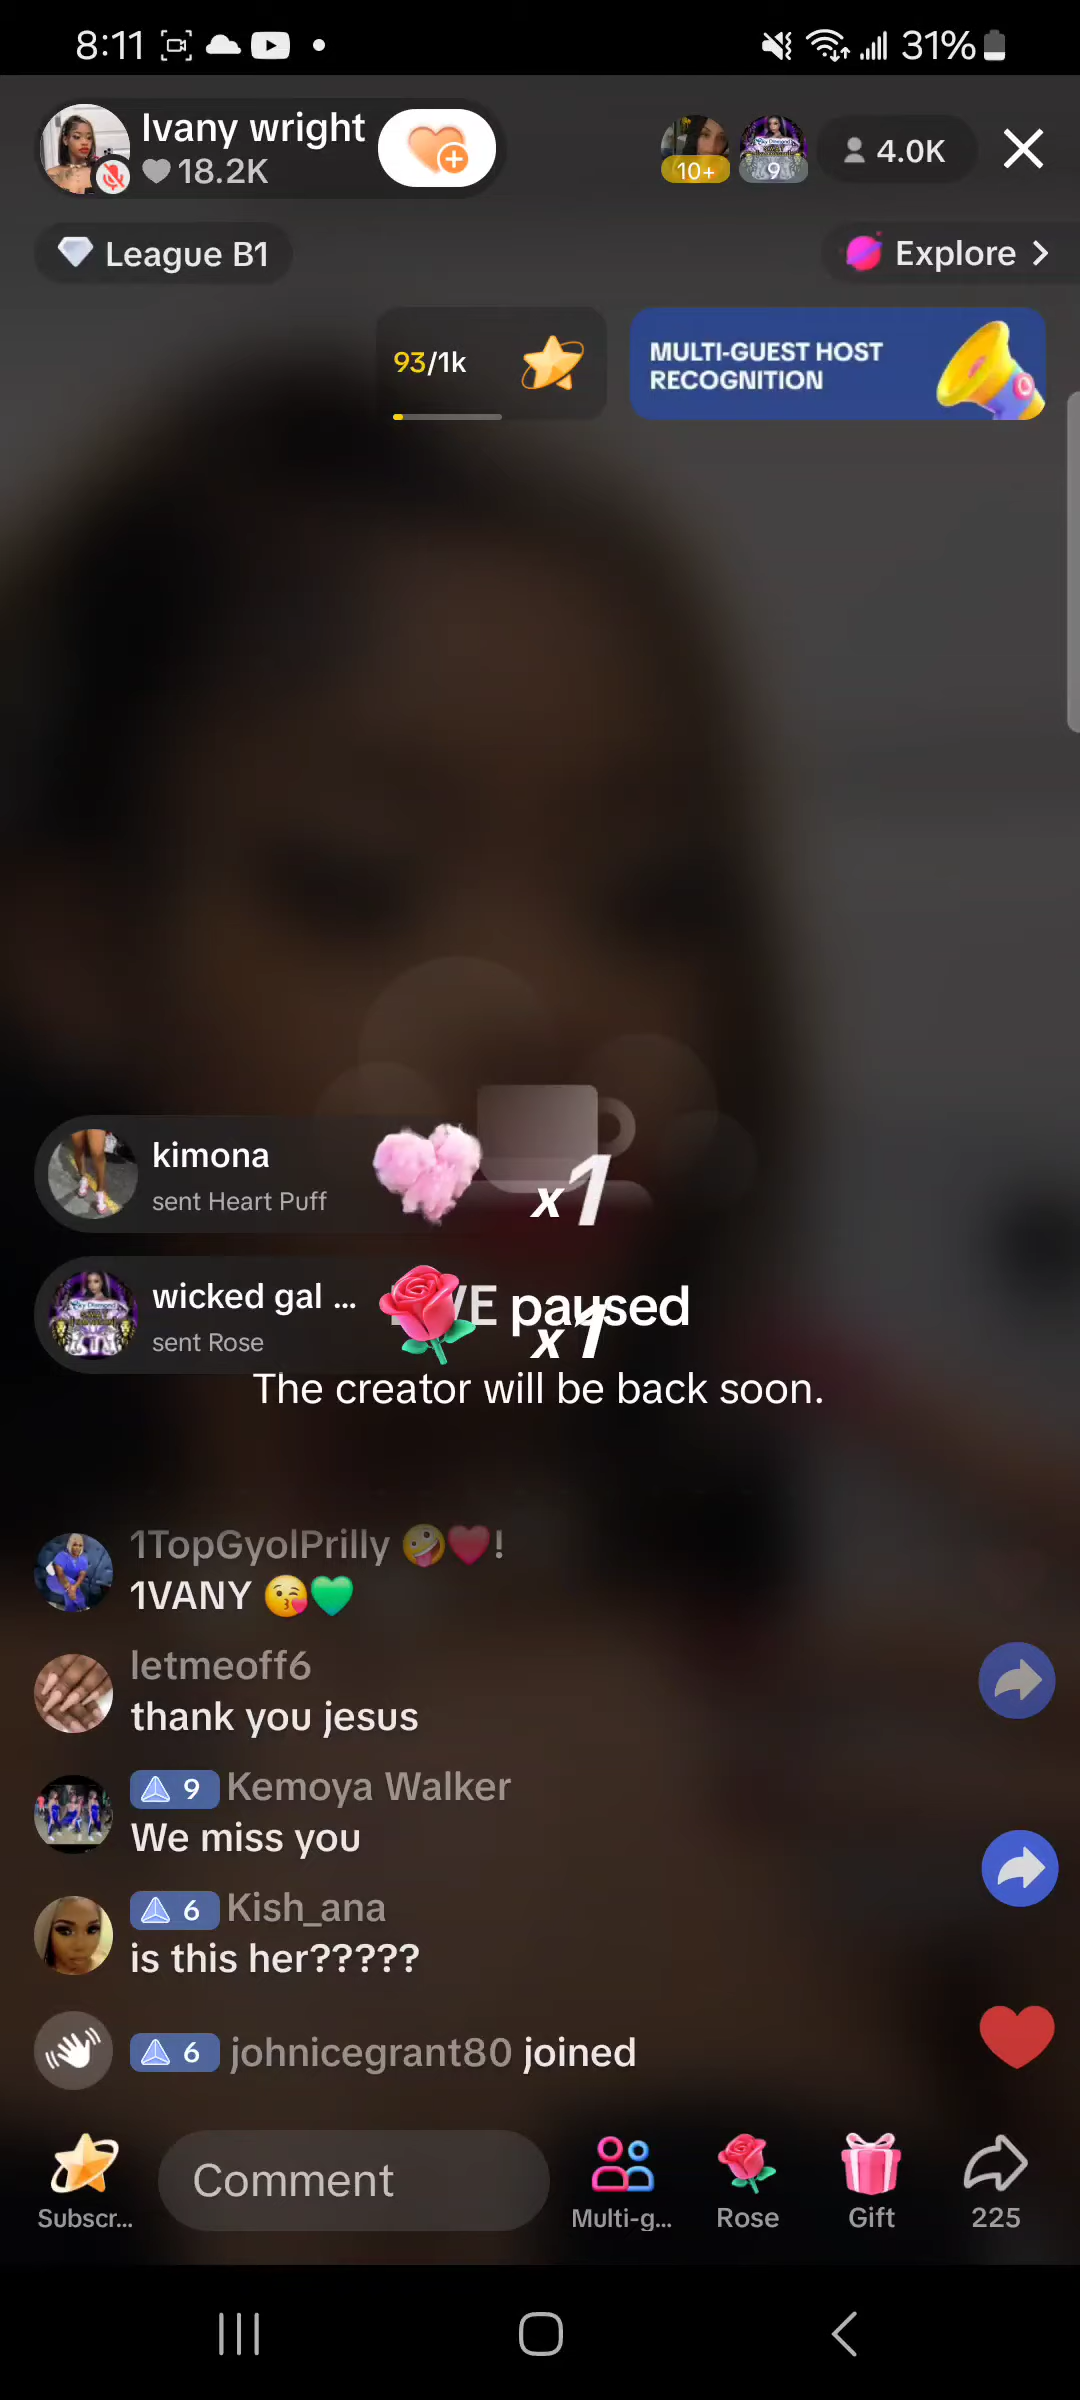 8:11
31%
Ivany wright
18.2K
10+
9
4.0K
League B1
Explore
93/1k
MULTI-GUEST HOST
RECOGNITION
kimona
sent Heart Puff
x1
wicked gal ...
sent Rose
x1
paused
The creator will be back soon.
1TopGyolPrilly 🤪❤️!
1VANY 😘💚
letmeoff6
thank you jesus
9 Kemoya Walker
We miss you
6 Kish_ana
is this her?????
6 johnicegrant80 joined
Subscr...
Comment
Multi-g...
Rose
Gift
225